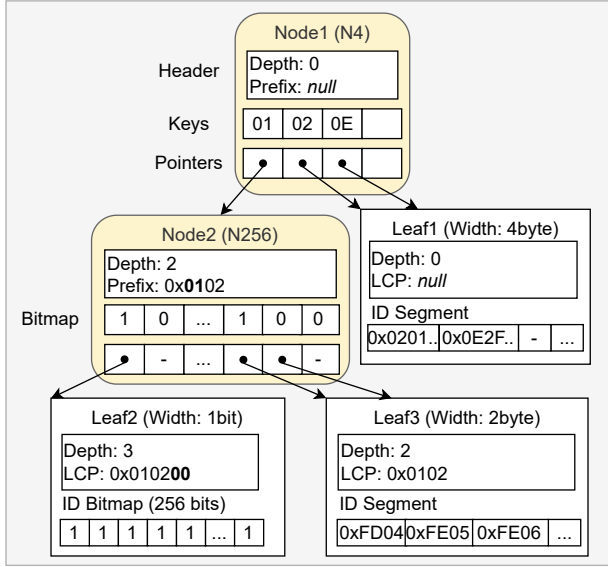 Node1 (N4)
Header
Depth: 0
Prefix: null
Keys
01 02 0E
Pointers
Node2 (N256)
Depth: 2
Prefix: 0x0102
Bitmap
1 0 ... 1 0 0
- ... -
Leaf1 (Width: 4byte)
Depth: 0
LCP: null
ID Segment
0x0201.. 0x0E2F.. - ...
Leaf2 (Width: 1bit)
Depth: 3
LCP: 0x010200
ID Bitmap (256 bits)
1 1 1 1 1 ... 1
Leaf3 (Width: 2byte)
Depth: 2
LCP: 0x0102
ID Segment
0xFD04 0xFE05 0xFE06 ...